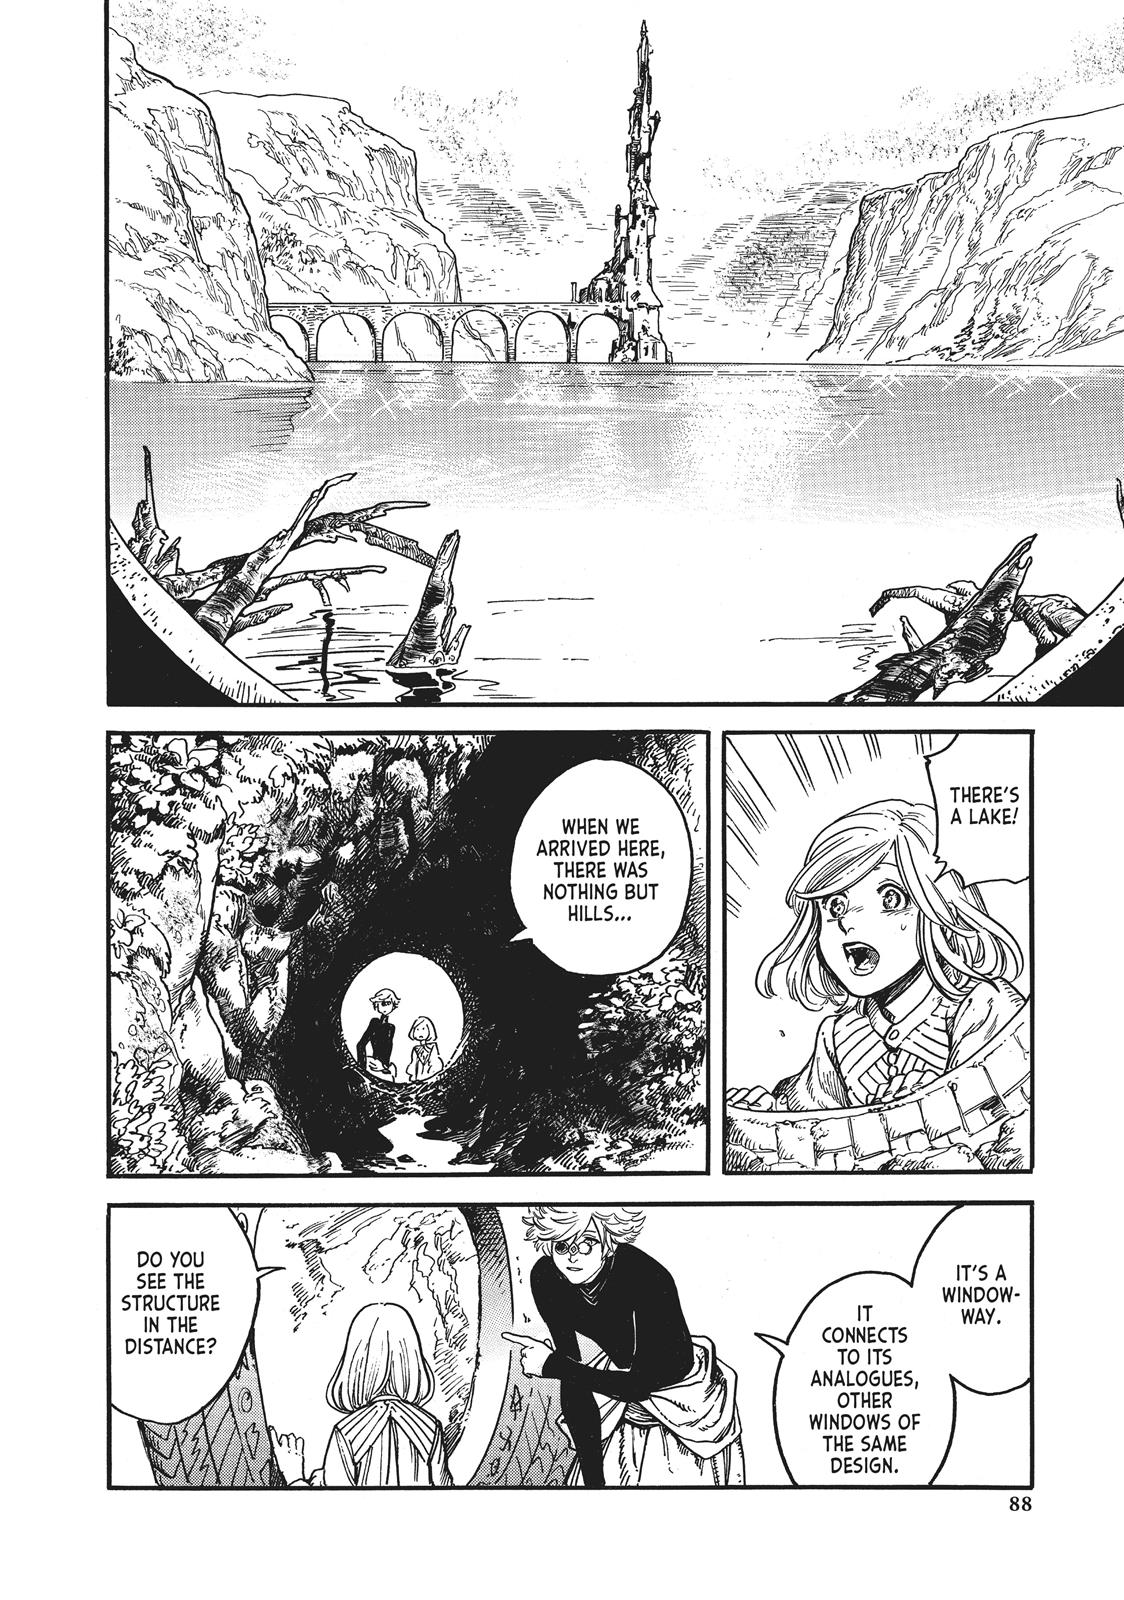 THERE'S
A LAKE!
WHEN WE
ARRIVED HERE,
THERE WAS
NOTHING BUT
HILLS...
IT'S A
WINDOW-
WAY.
IT
CONNECTS
TO ITS
ANALOGUES,
OTHER
WINDOWS OF
THE SAME
DESIGN.
DO YOU
SEE THE
STRUCTURE
IN THE
DISTANCE?
88